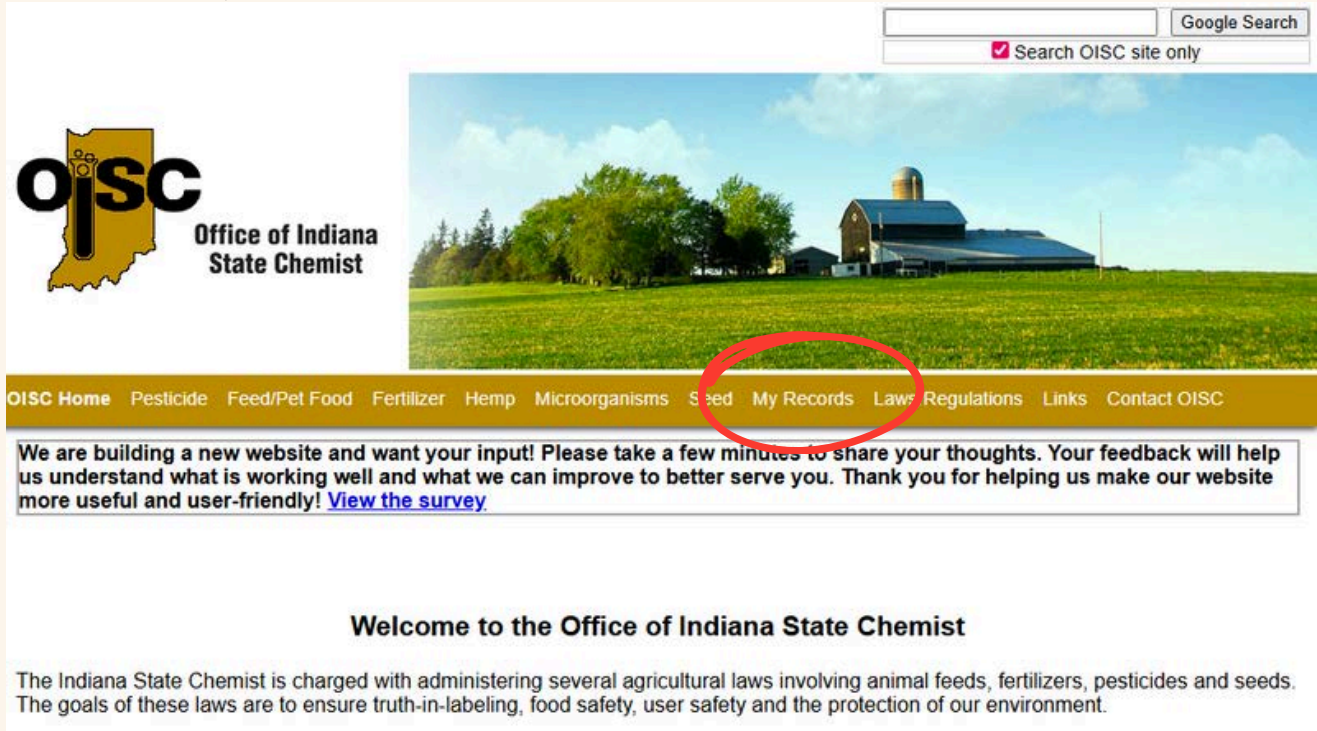 Google Search
Search OISC site only
OISC
Office of Indiana
State Chemist
OISC Home Pesticide Feed/Pet Food Fertilizer Hemp Microorganisms Seed My Records Laws Regulations Links Contact OISC
We are building a new website and want your input! Please take a few minutes to share your thoughts. Your feedback will help
us understand what is working well and what we can improve to better serve you. Thank you for helping us make our website
more useful and user-friendly! View the survey
Welcome to the Office of Indiana State Chemist
The Indiana State Chemist is charged with administering several agricultural laws involving animal feeds, fertilizers, pesticides and seeds.
The goals of these laws are to ensure truth-in-labeling, food safety, user safety and the protection of our environment.